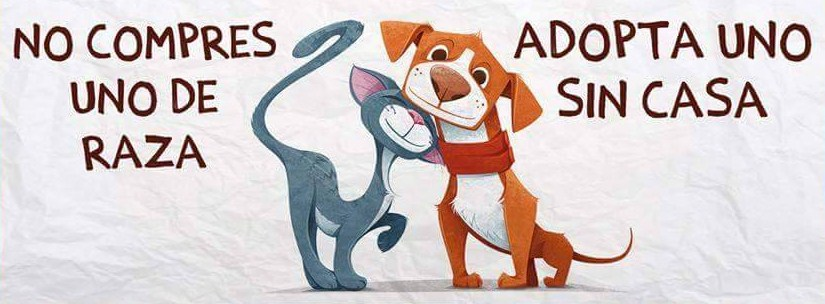 NO COMPRES
UNO DE
RAZA
ADOPTA UNO
SIN CASA